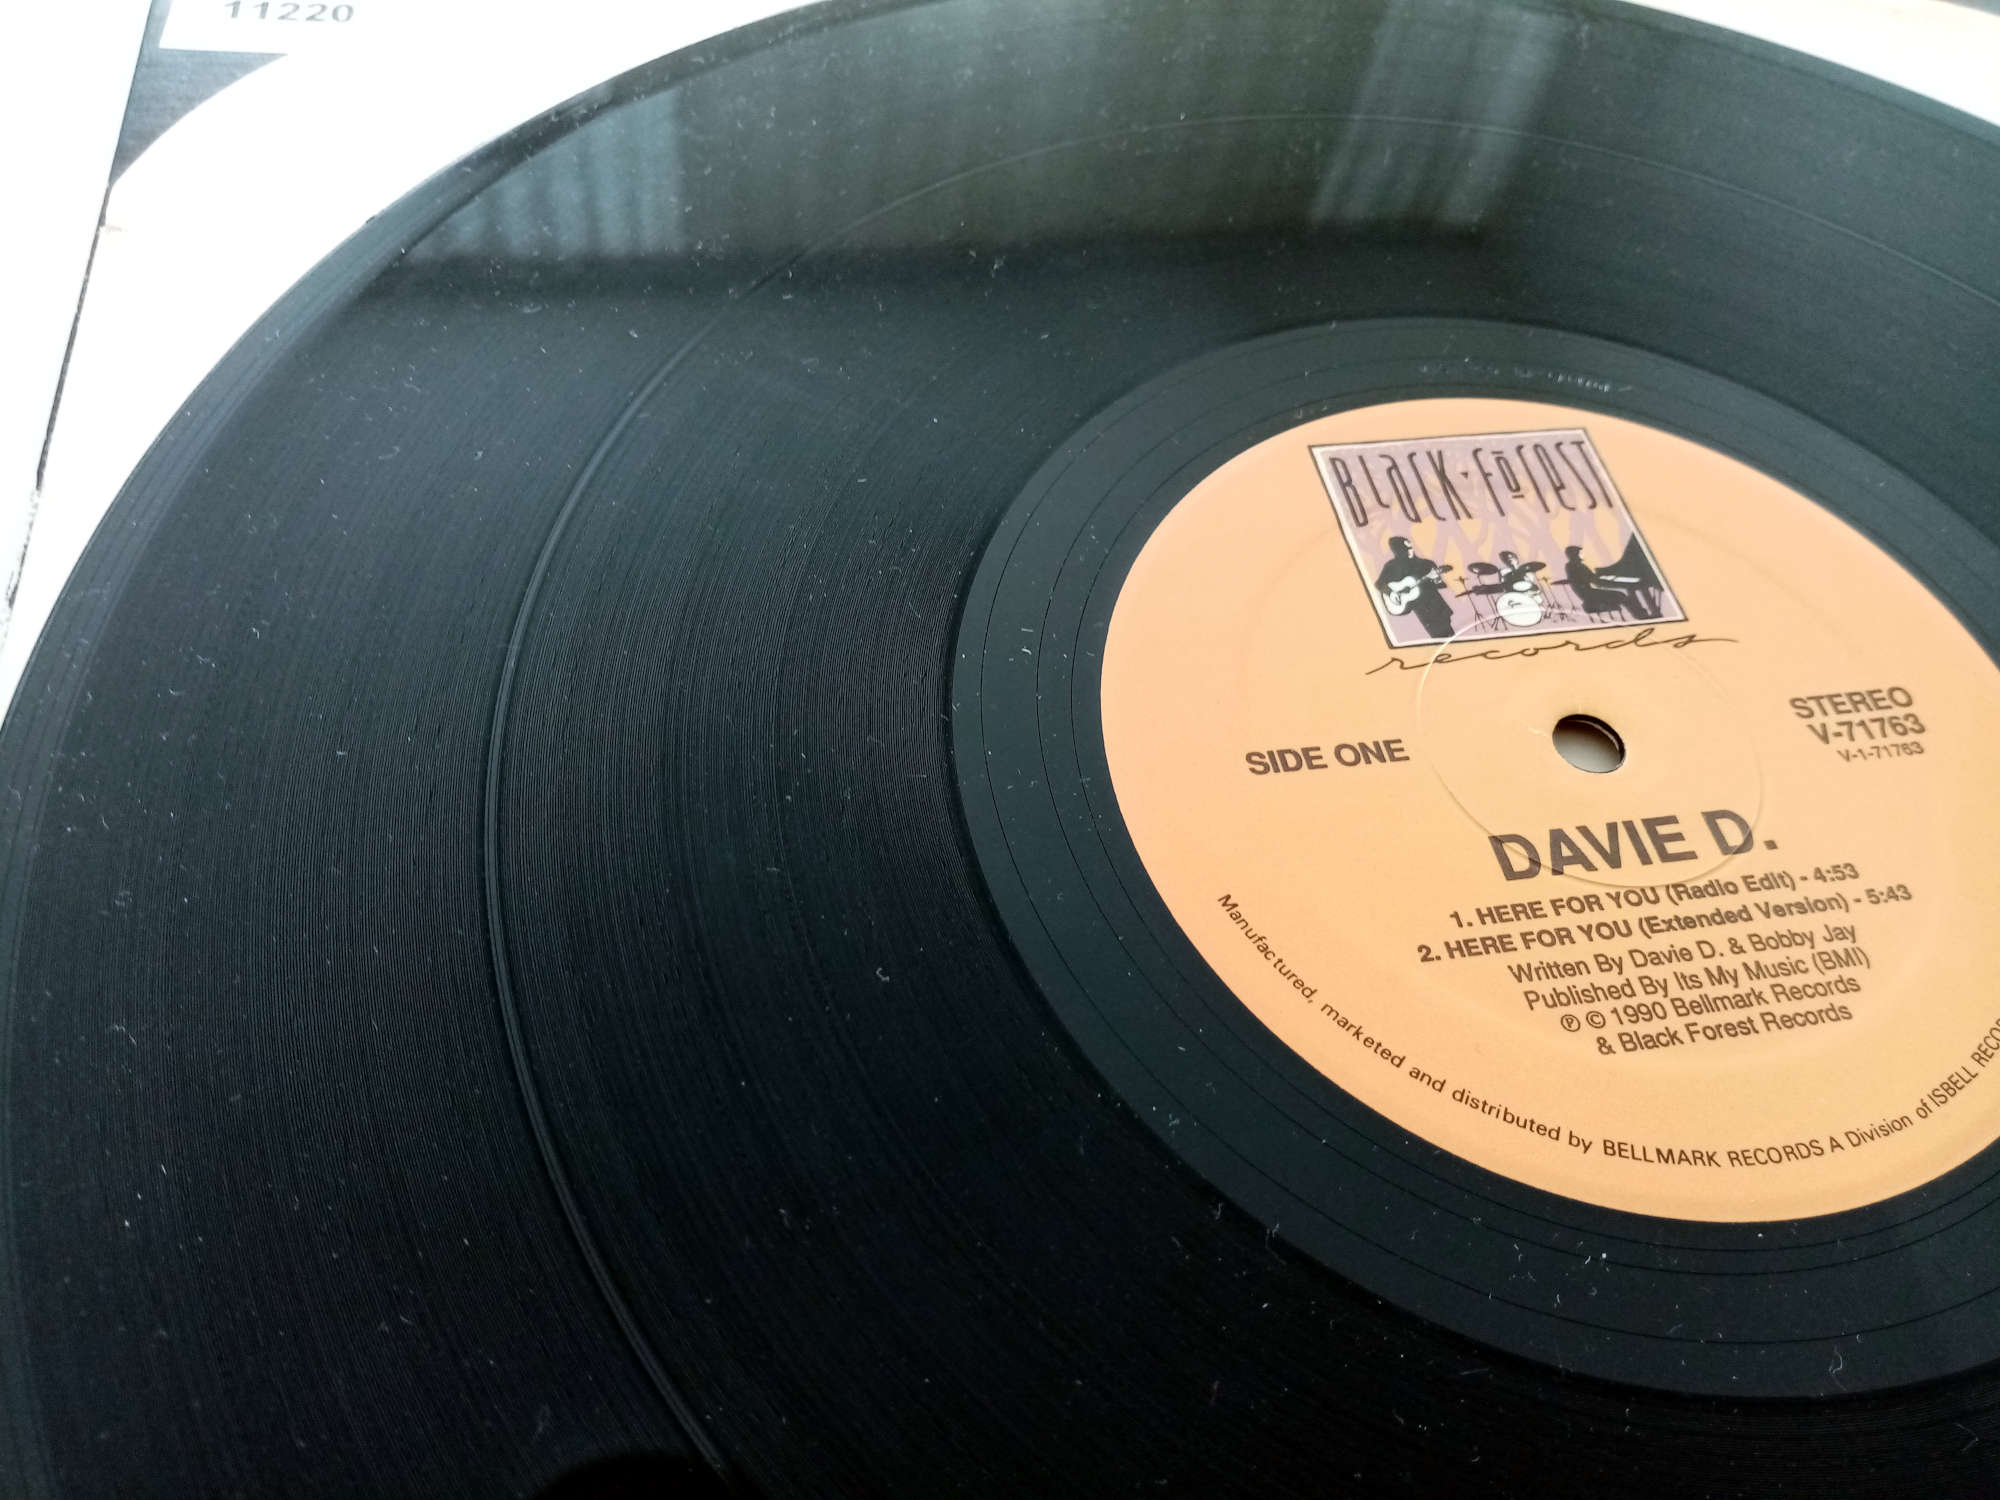 11220
BLACK · FOREST
records
SIDE ONE
STEREO
V-71763
V-1-71763
DAVIE D.
1. HERE FOR YOU (Radio Edit) - 4:53
2. HERE FOR YOU (Extended Version) - 5:43
Written By Davie D. & Bobby Jay
Published By Its My Music (BMI)
℗ © 1990 Bellmark Records
& Black Forest Records
Manufactured, marketed and distributed by BELLMARK RECORDS A Division of ISBELL